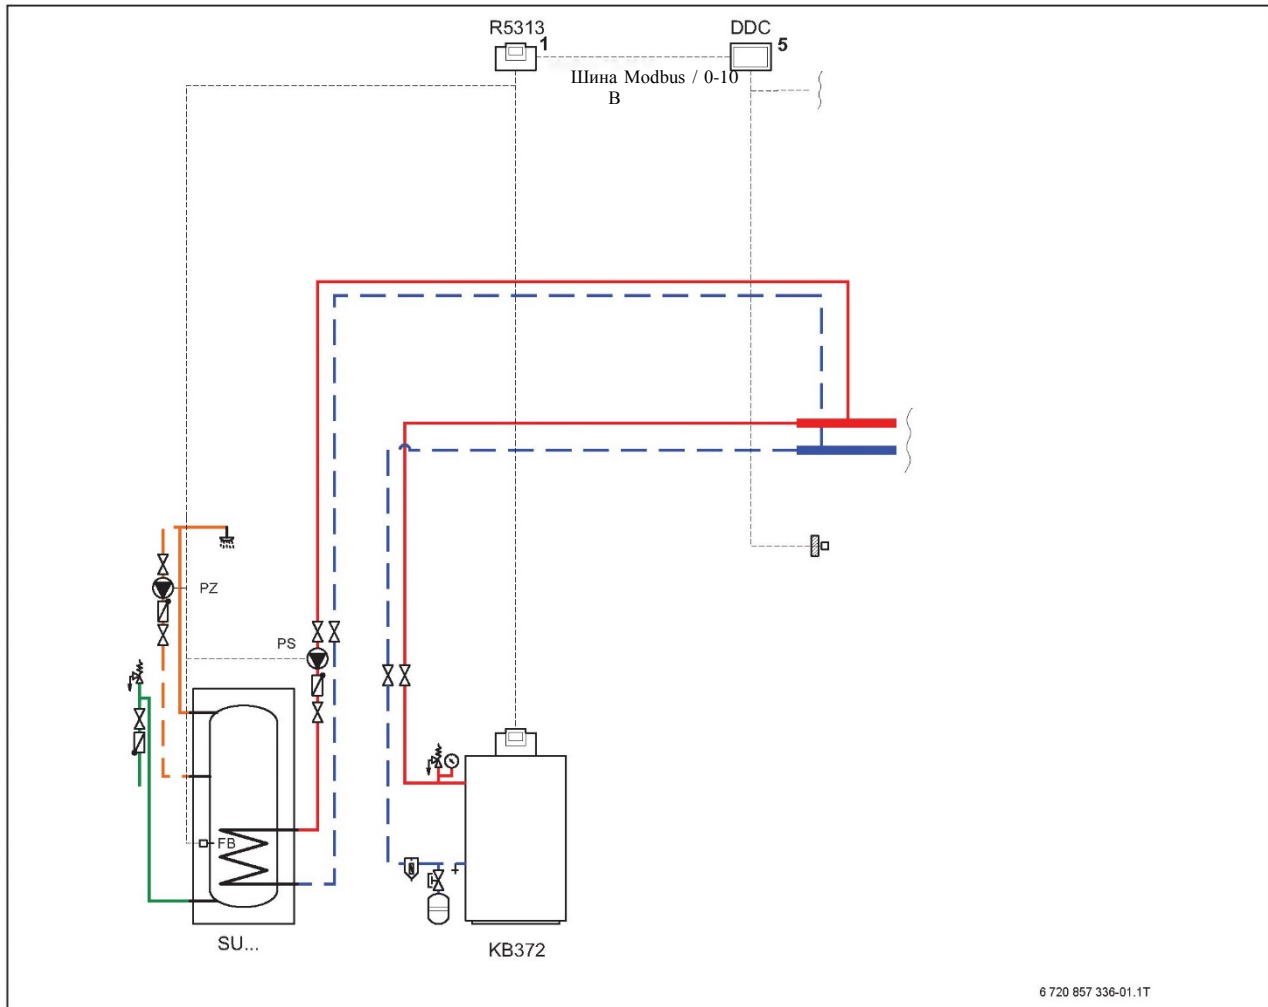 R5313
1
DDC
5
Шина Modbus / 0-10
В
PZ
PS
FB
SU...
KB372
6 720 857 336-01.1T